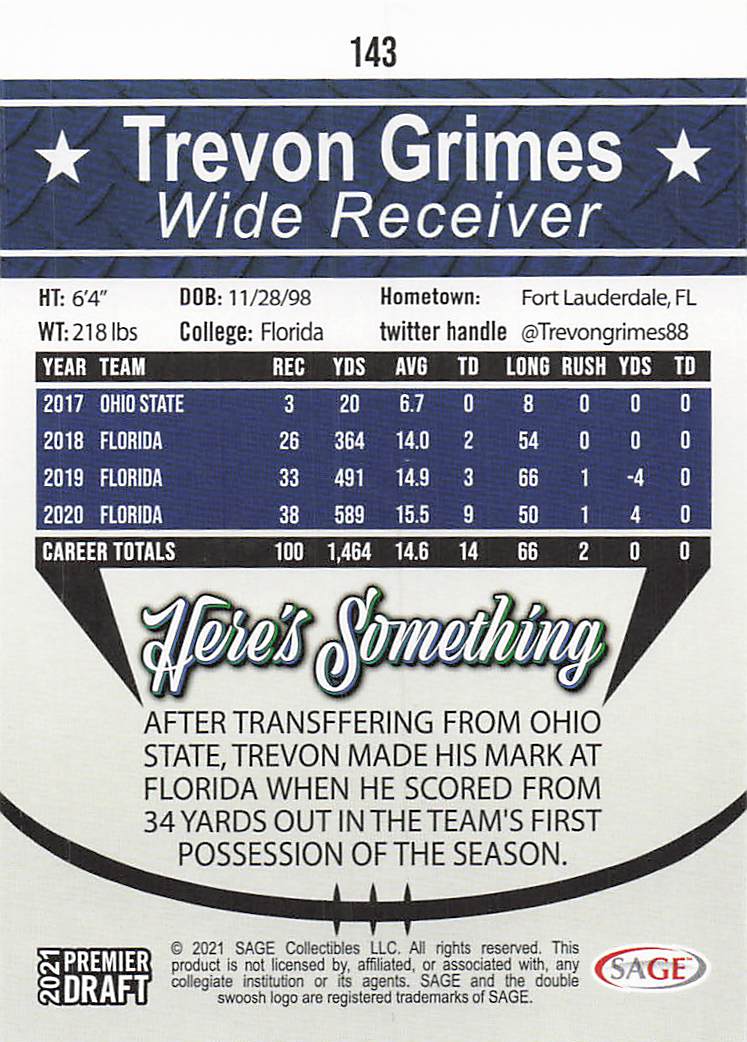 143
Trevon Grimes
Wide Receiver
HT: 6'4" DOB: 11/28/98 Hometown: Fort Lauderdale, FL
WT: 218 lbs College: Florida twitter handle @Trevongrimes88
YEAR TEAM REC YDS AVG TD LONG RUSH YDS TD
2017 OHIO STATE 3 20 6.7 0 8 0 0 0
2018 FLORIDA 26 364 14.0 2 54 0 0 0
2019 FLORIDA 33 491 14.9 3 66 1 -4 0
2020 FLORIDA 38 589 15.5 9 50 1 4 0
CAREER TOTALS 100 1,464 14.6 14 66 2 0 0
Here's Something
AFTER TRANSFFERING FROM OHIO
STATE, TREVON MADE HIS MARK AT
FLORIDA WHEN HE SCORED FROM
34 YARDS OUT IN THE TEAM'S FIRST
POSSESSION OF THE SEASON.
2021 PREMIER DRAFT
© 2021 SAGE Collectibles LLC. All rights reserved. This
product is not licensed by, affiliated, or associated with, any
collegiate institution or its agents. SAGE and the double
swoosh logo are registered trademarks of SAGE.
SAGE™